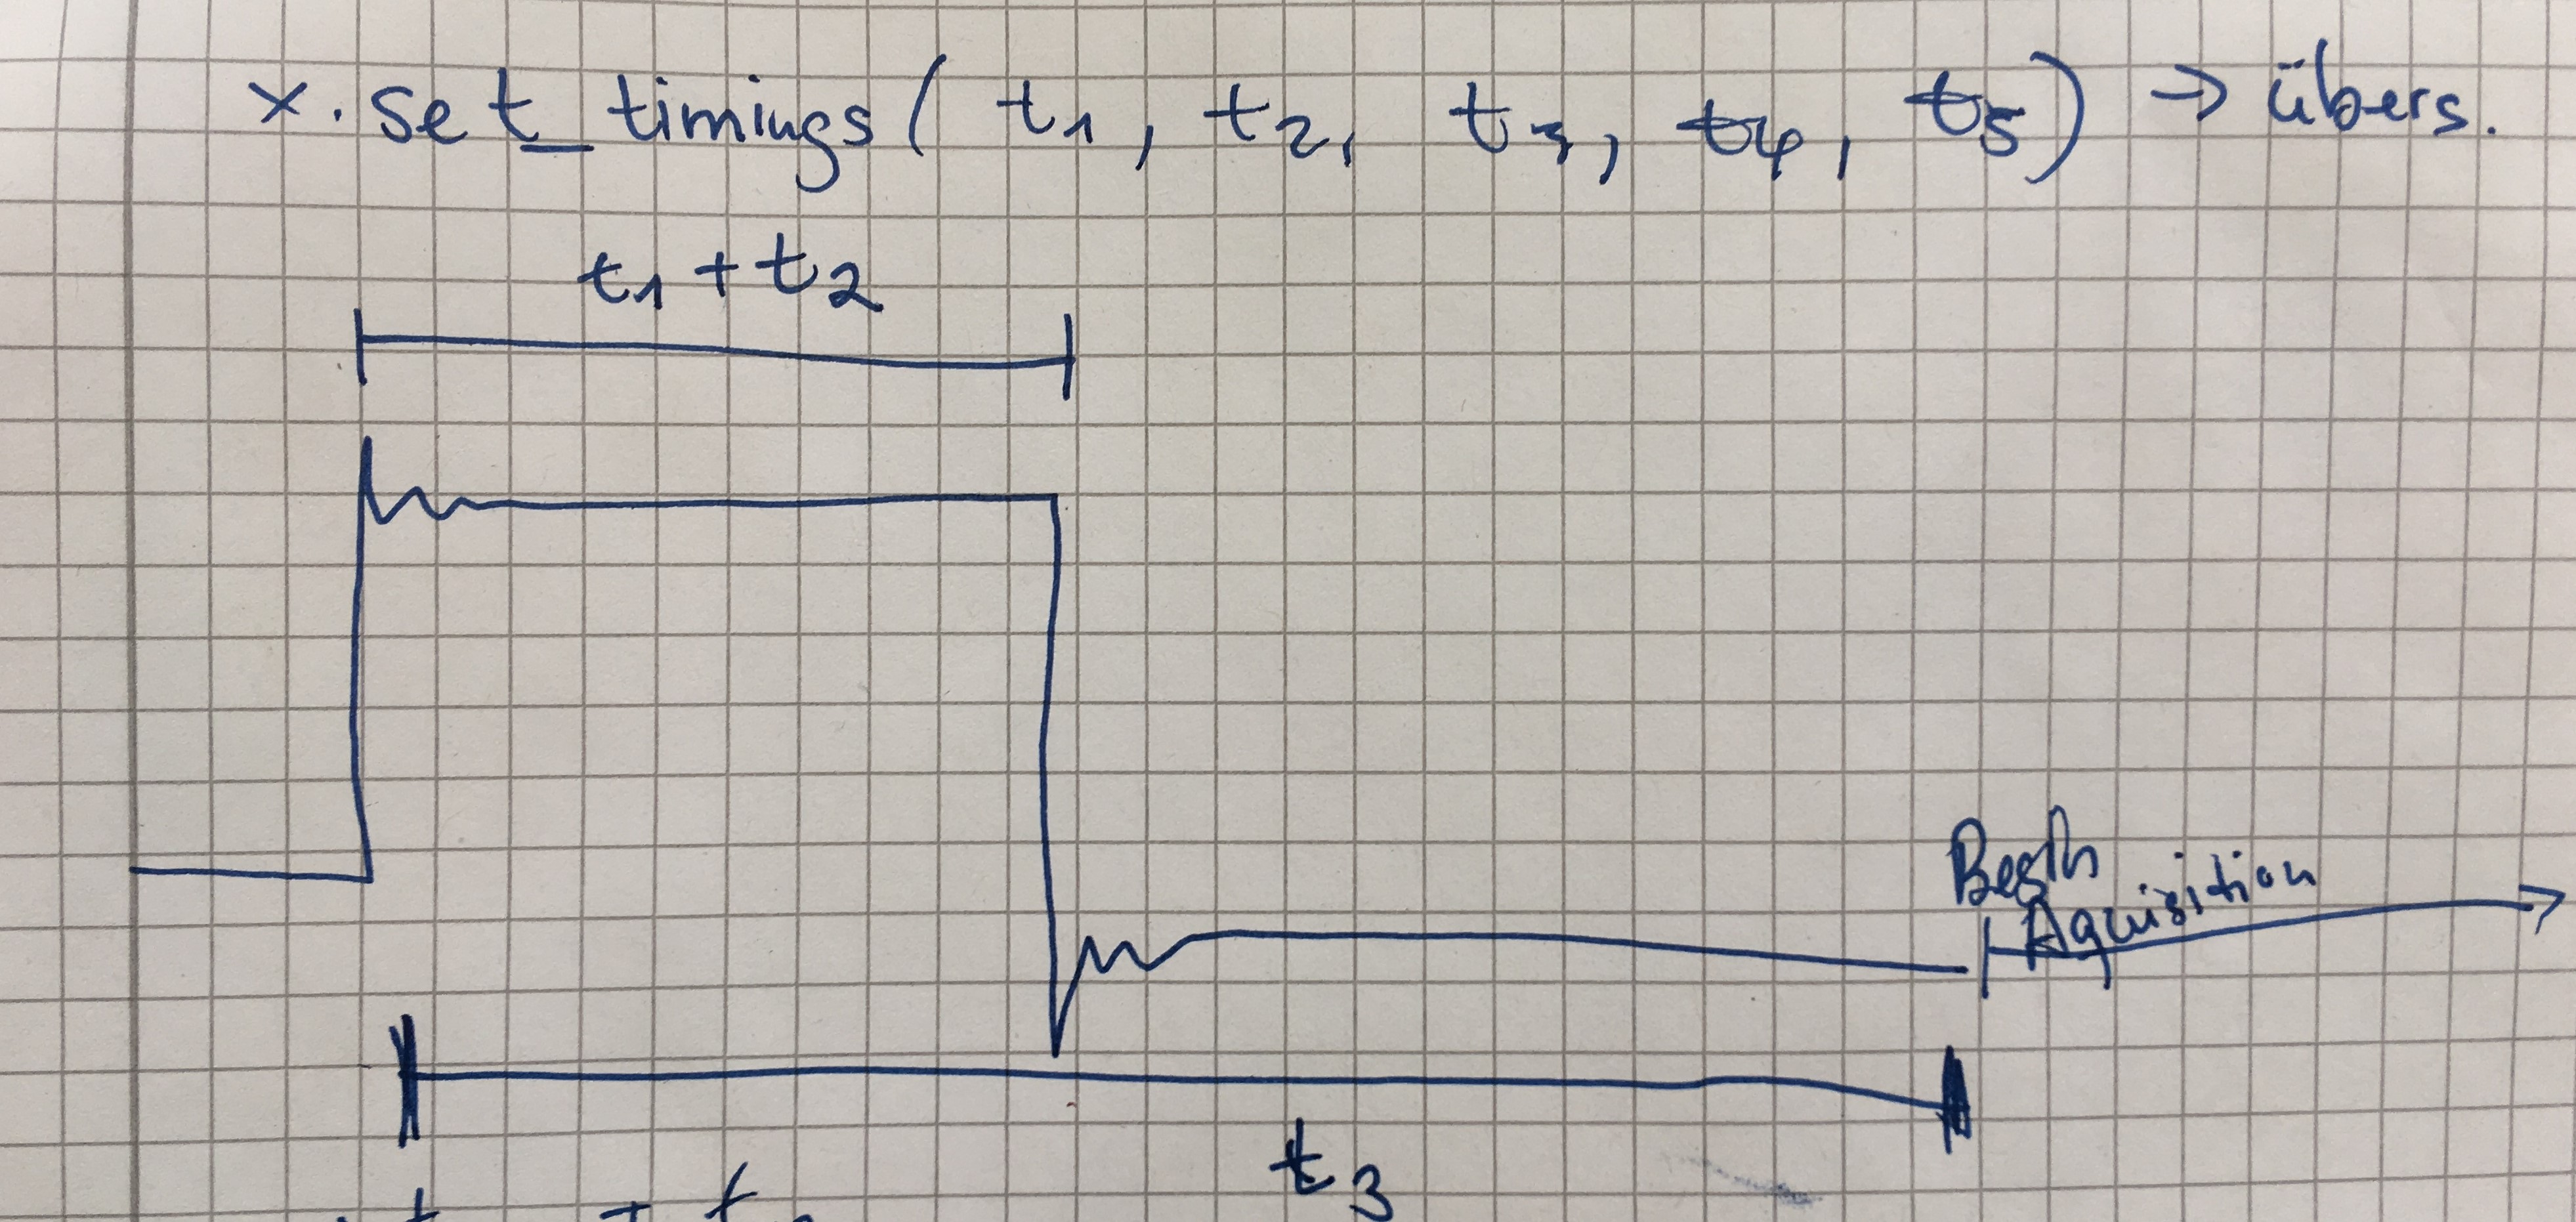 x.set_timings( t1, t2, t3, t4, t5) → übers.
t1 + t2
Begin
Aquisition
t3